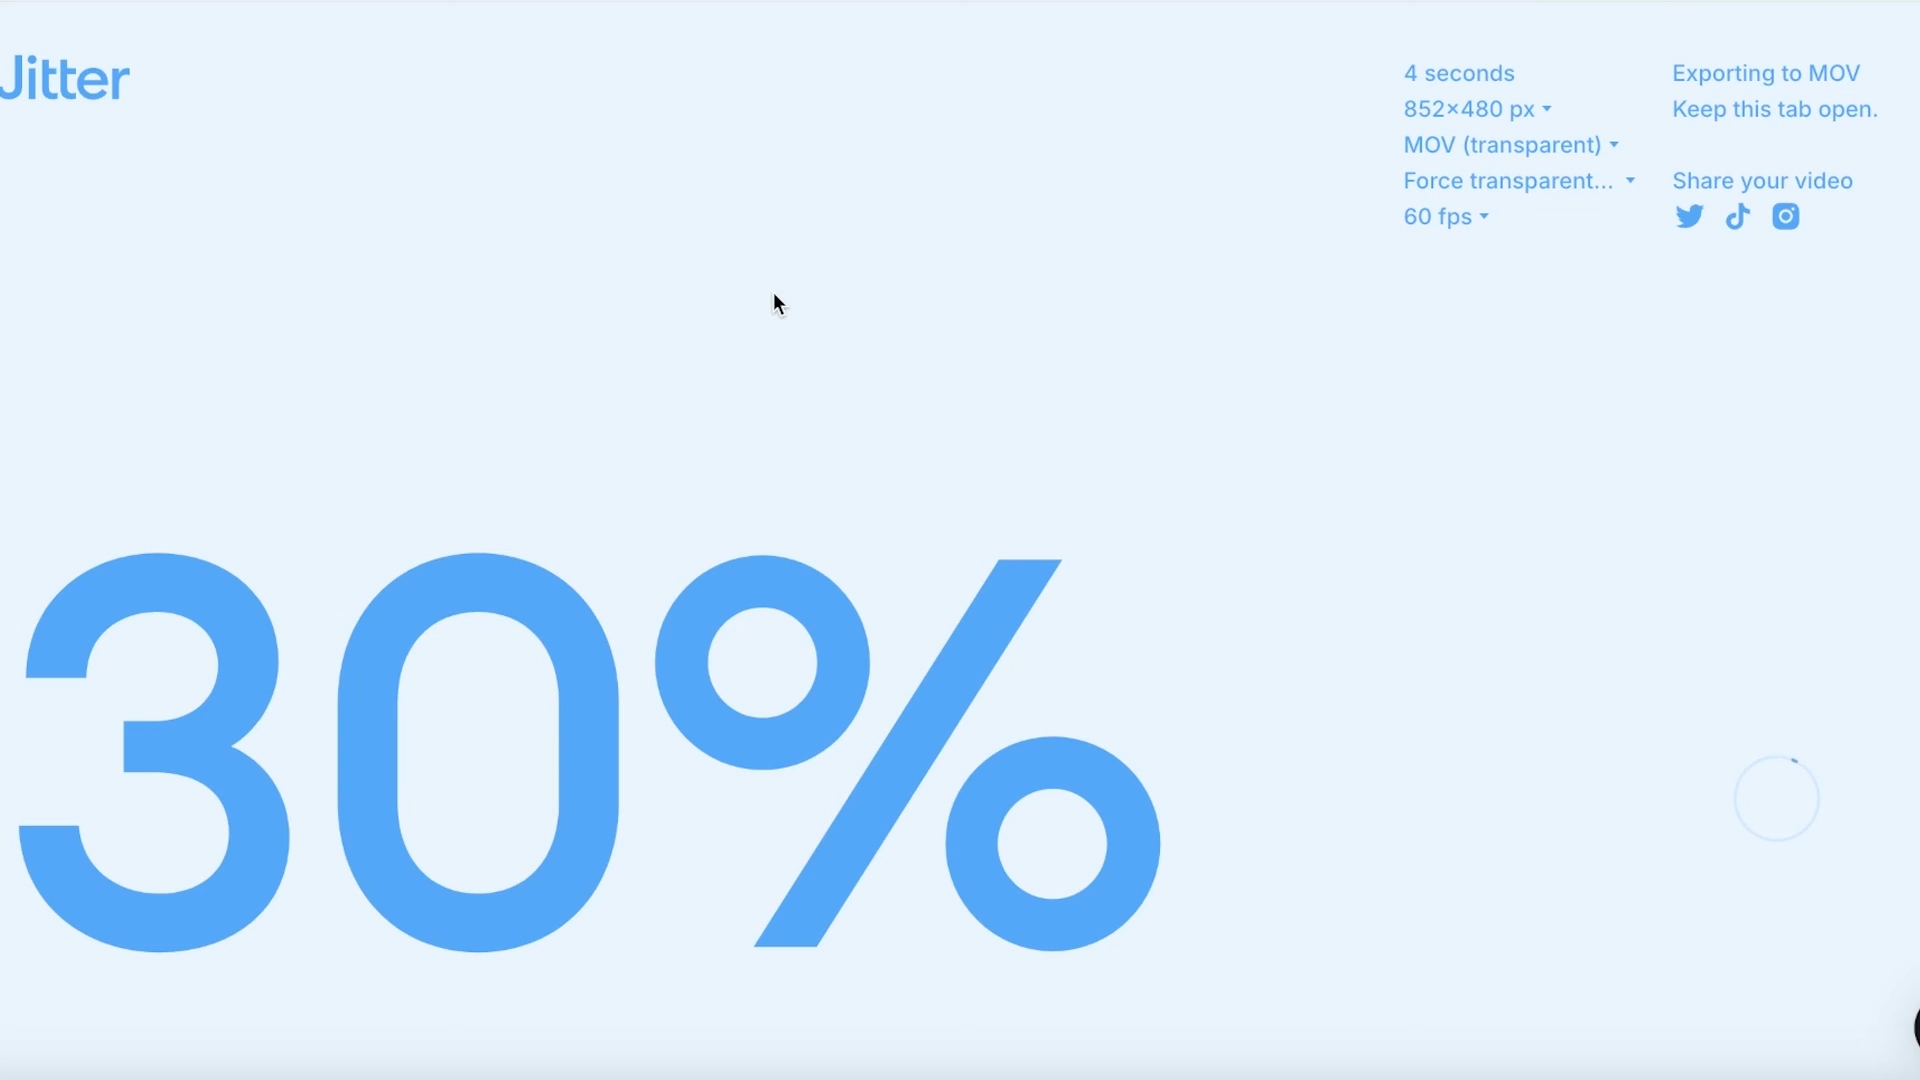 Jitter
4 seconds
852×480 px
MOV (transparent)
Force transparent...
60 fps
Exporting to MOV
Keep this tab open.
Share your video
30%